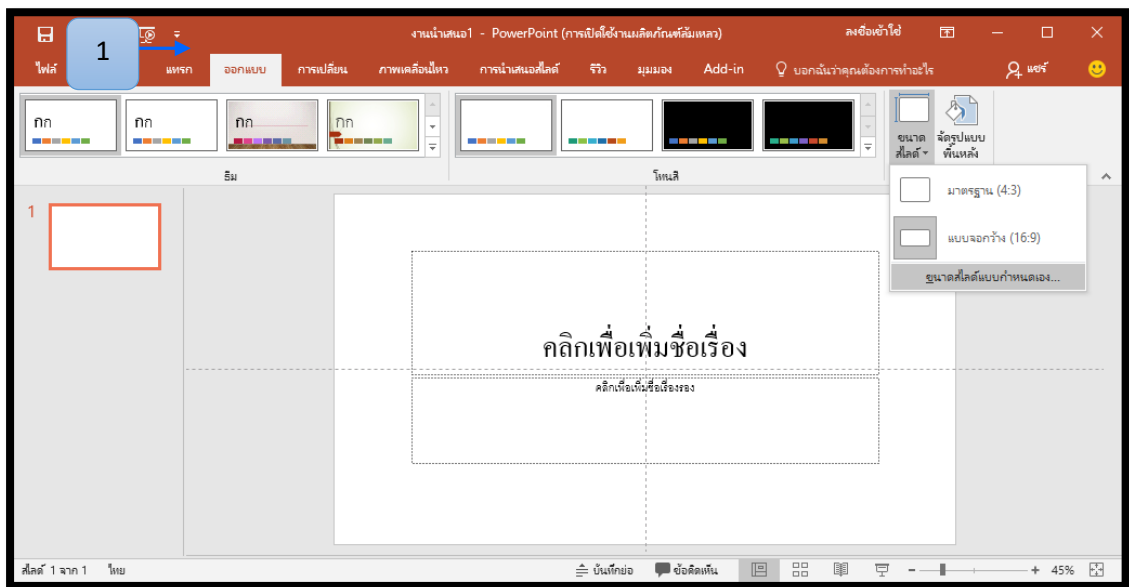 1
งานนำเสนอ1 - PowerPoint (การเปิดใช้งานผลิตภัณฑ์ล้มเหลว)
ลงชื่อเข้าใช้
ไฟล์ แทรก ออกแบบ การเปลี่ยน ภาพเคลื่อนไหว การนำเสนอสไลด์ รีวิว มุมมอง Add-in บอกฉันว่าคุณต้องการทำอะไร แชร์
กก กก กก กก
ขนาด
สไลด์
จัดรูปแบบ
พื้นหลัง
ธีม โทนสี
มาตรฐาน (4:3)
แบบจอกว้าง (16:9)
ขนาดสไลด์แบบกำหนดเอง...
1
คลิกเพื่อเพิ่มชื่อเรื่อง
คลิกเพื่อเพิ่มชื่อเรื่องรอง
สไลด์ 1 จาก 1 ไทย บันทึกย่อ ข้อคิดเห็น 45%